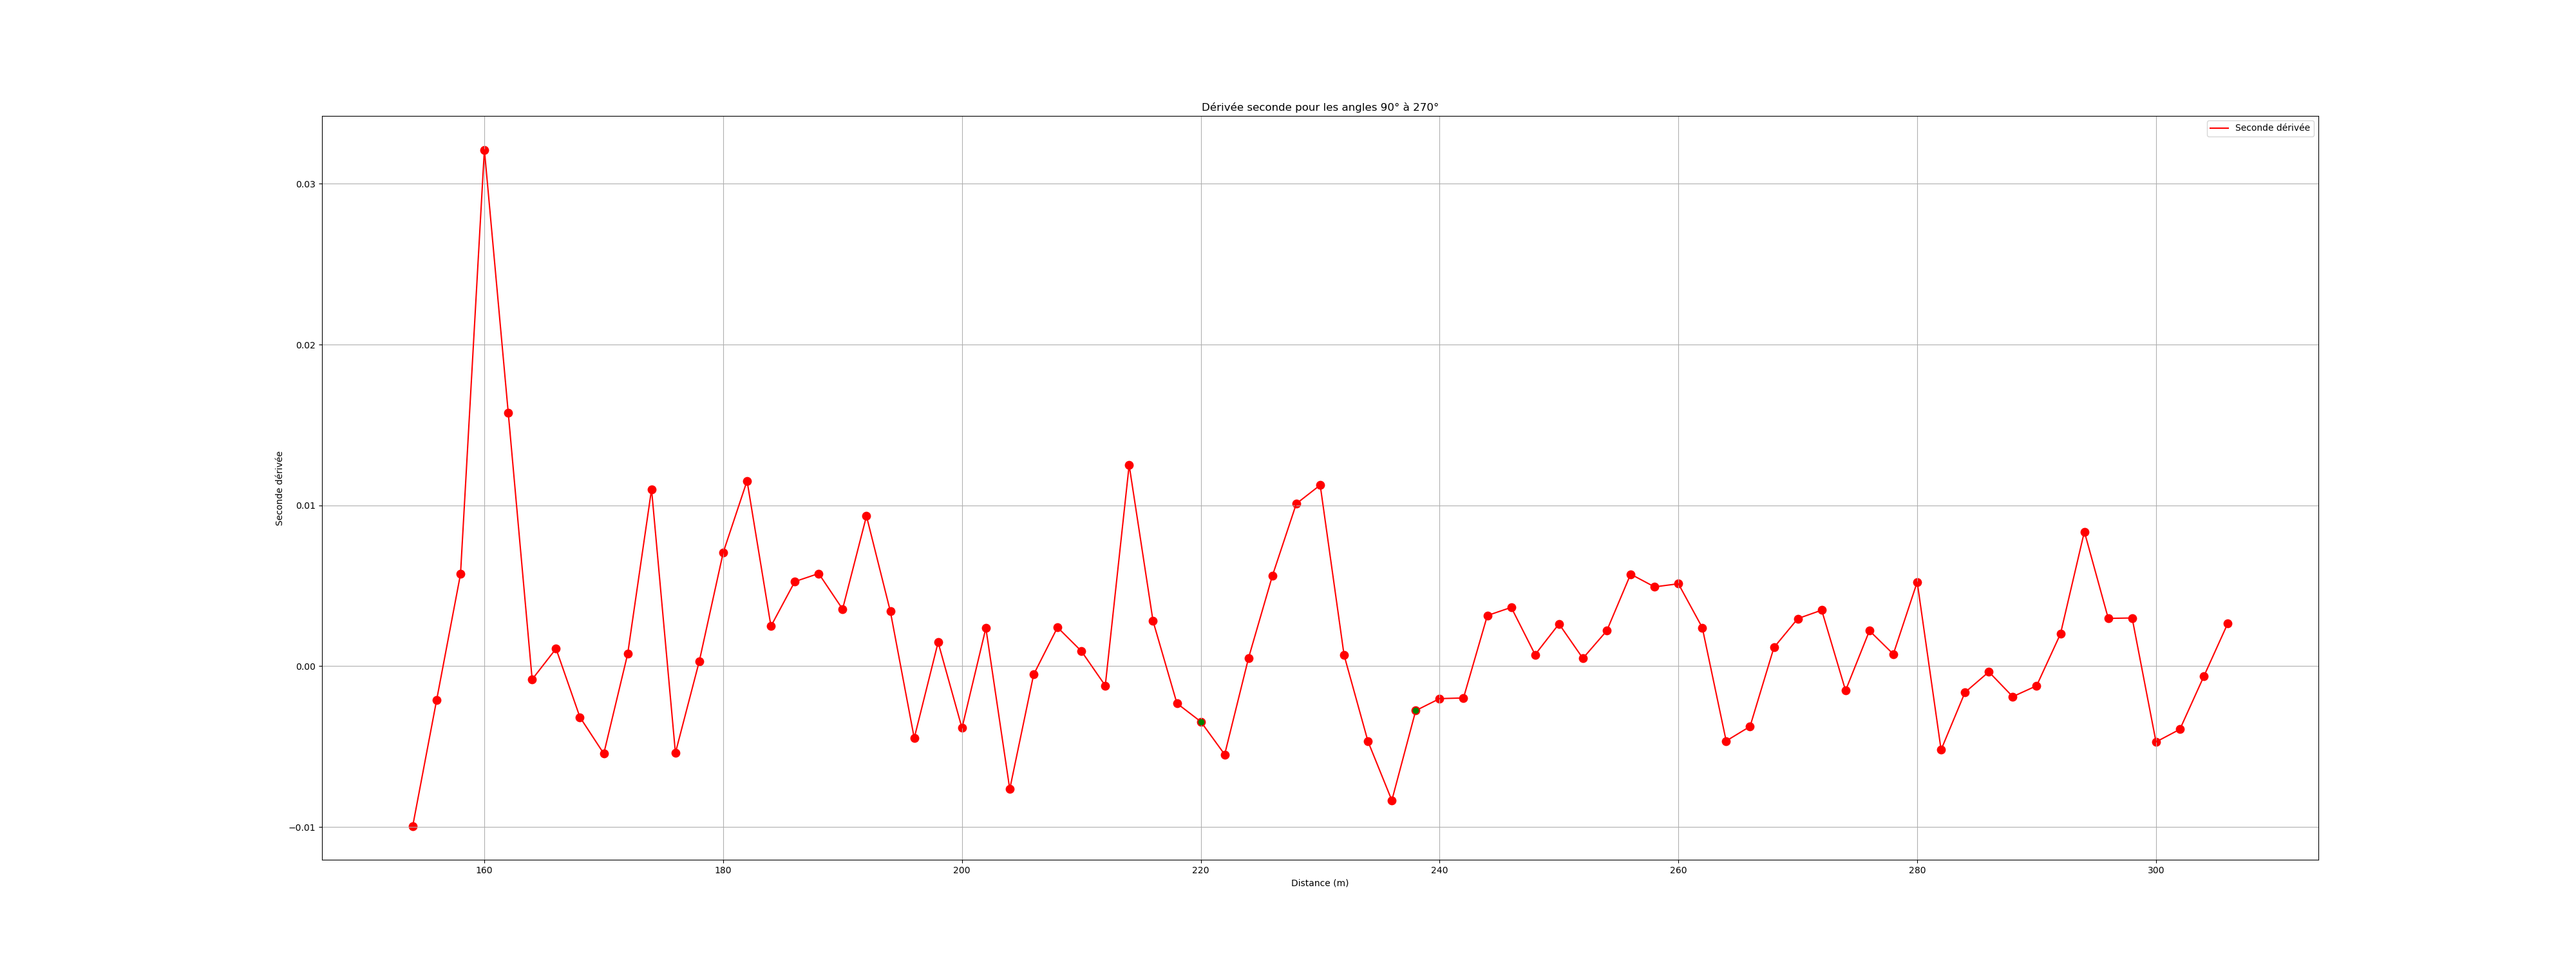 Dérivée seconde pour les angles 90° à 270°
Seconde dérivée
0.03
0.02
0.01
0.00
−0.01
Seconde dérivée
160 180 200 220 240 260 280 300
Distance (m)